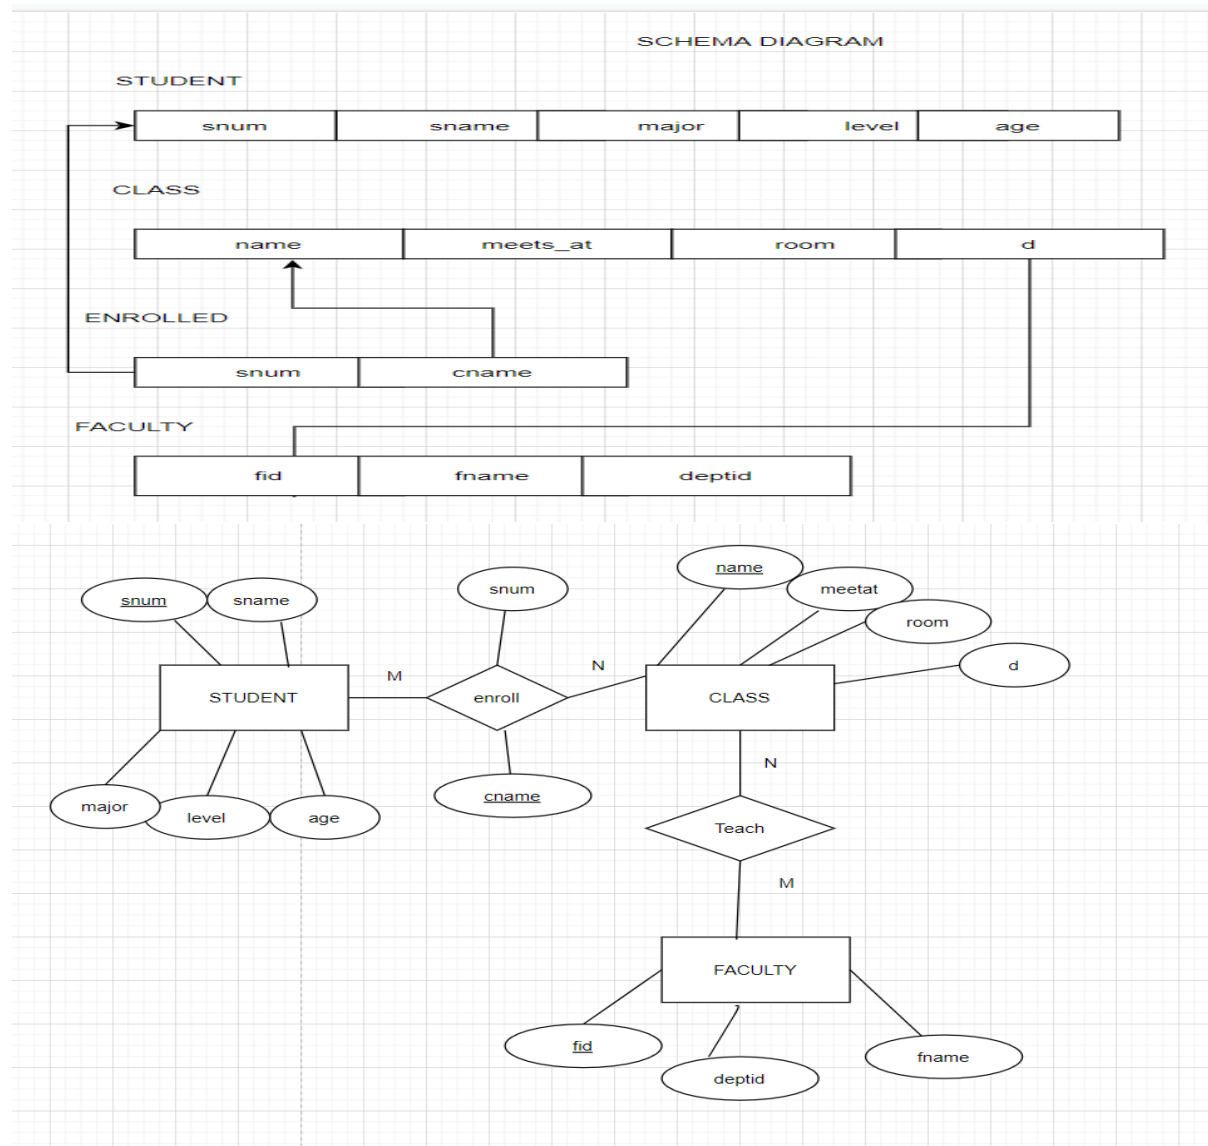 SCHEMA DIAGRAM
STUDENT
snum sname major level age
CLASS
name meets_at room d
ENROLLED
snum cname
FACULTY
fid fname deptid
name
snum meetat
snum sname
room
M N d
STUDENT enroll CLASS
N
cname
major level age
Teach
M
FACULTY
fid fname
deptid